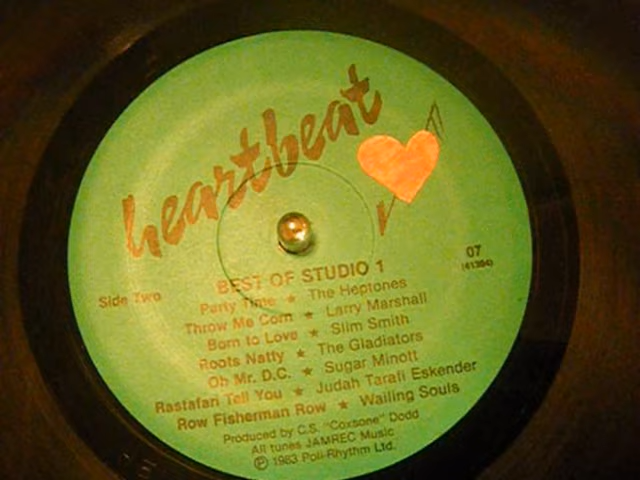 heartbeat
07
(41394)
Side Two
BEST OF STUDIO 1
Party Time ★ The Heptones
Throw Me Corn ★ Larry Marshall
Born to Love ★ Slim Smith
Roots Natty ★ The Gladiators
Oh Mr. D.C. ★ Sugar Minott
Rastafari Tell You ★ Judah Tarafi Eskender
Row Fisherman Row ★ Wailing Souls
Produced by C.S. "Coxsone" Dodd
All tunes JAMREC Music
Ⓟ 1983 Poli-Rhythm Ltd.